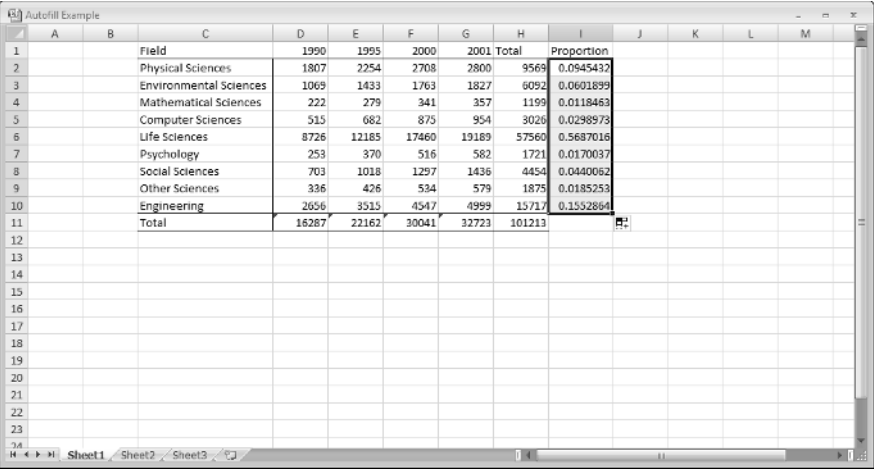 Autofill Example
A B C D E F G H I J K L M
1 Field 1990 1995 2000 2001 Total Proportion
2 Physical Sciences 1807 2254 2708 2800 9569 0.0945432
3 Environmental Sciences 1069 1433 1763 1827 6092 0.0601899
4 Mathematical Sciences 222 279 341 357 1199 0.0118463
5 Computer Sciences 515 682 875 954 3026 0.0298973
6 Life Sciences 8726 12185 17460 19189 57560 0.5687016
7 Psychology 253 370 516 582 1721 0.0170037
8 Social Sciences 703 1018 1297 1436 4454 0.0440062
9 Other Sciences 336 426 534 579 1875 0.0185253
10 Engineering 2656 3515 4547 4999 15717 0.1552864
11 Total 16287 22162 30041 32723 101213
12
13
14
15
16
17
18
19
20
21
22
23
24
Sheet1 Sheet2 Sheet3